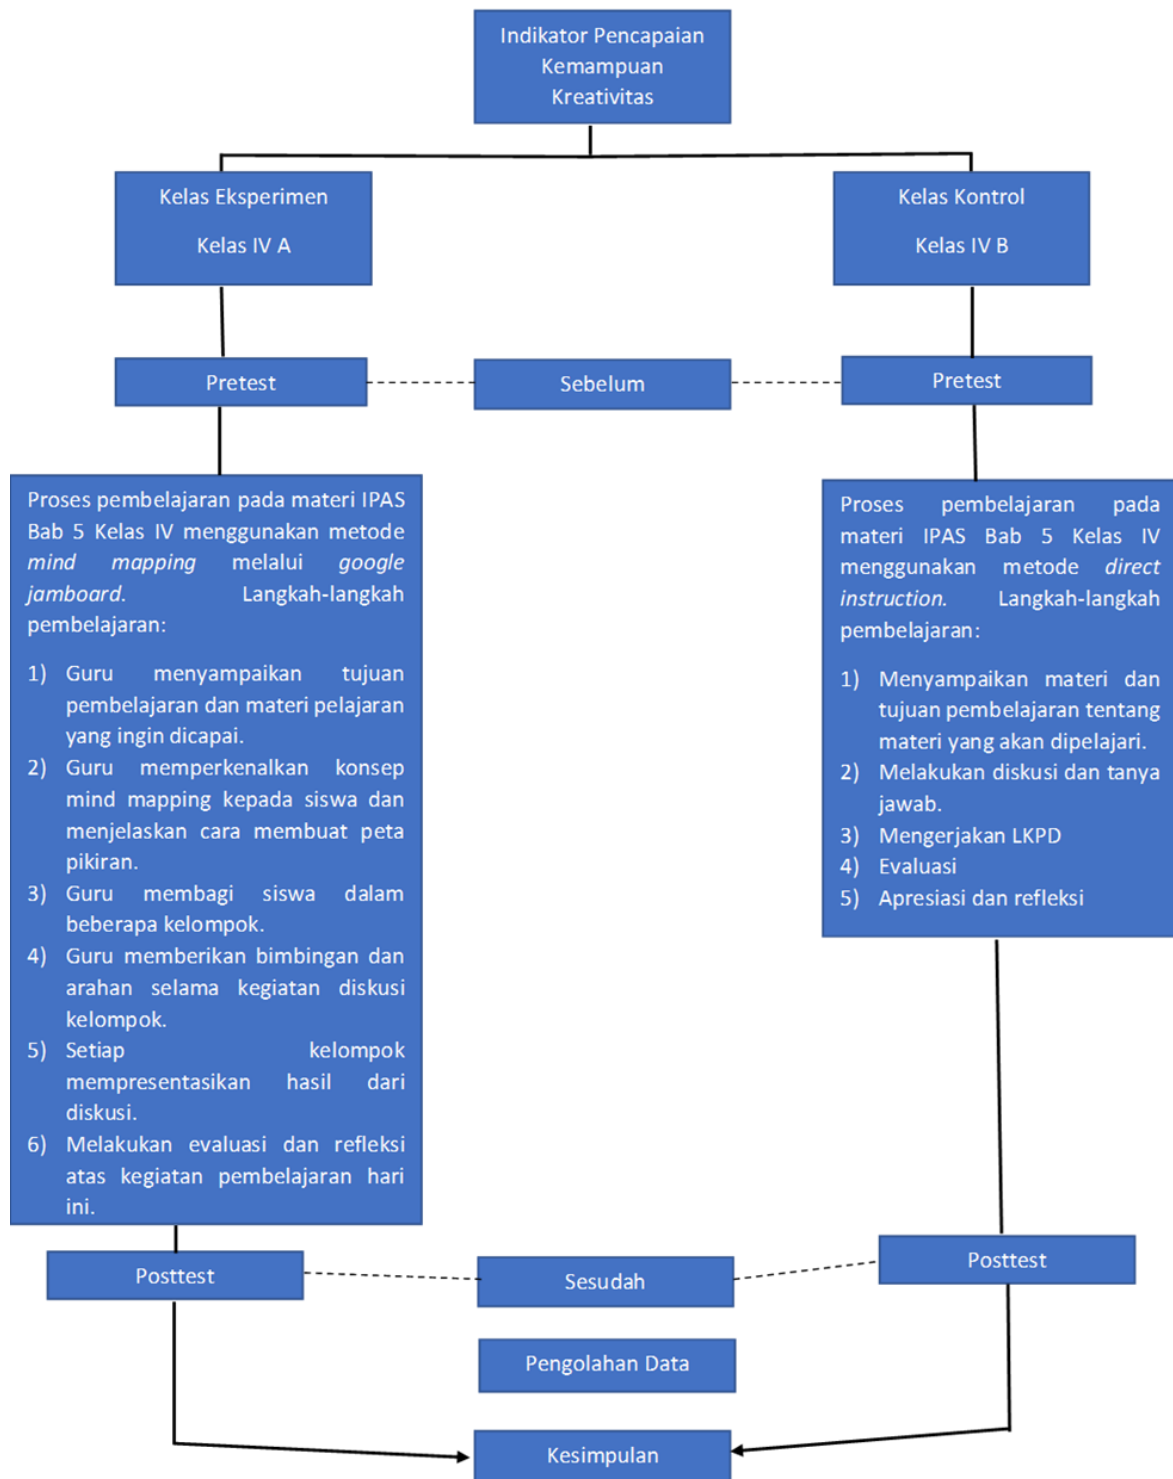 Indikator Pencapaian
Kemampuan
Kreativitas
Kelas Eksperimen
Kelas IV A
Kelas Kontrol
Kelas IV B
Pretest
Sebelum
Pretest
Proses pembelajaran pada materi IPAS
Bab 5 Kelas IV menggunakan metode
mind mapping melalui google
jamboard. Langkah-langkah
pembelajaran:
1) Guru menyampaikan tujuan
pembelajaran dan materi pelajaran
yang ingin dicapai.
2) Guru memperkenalkan konsep
mind mapping kepada siswa dan
menjelaskan cara membuat peta
pikiran.
3) Guru membagi siswa dalam
beberapa kelompok.
4) Guru memberikan bimbingan dan
arahan selama kegiatan diskusi
kelompok.
5) Setiap kelompok
mempresentasikan hasil dari
diskusi.
6) Melakukan evaluasi dan refleksi
atas kegiatan pembelajaran hari
ini.
Proses pembelajaran pada
materi IPAS Bab 5 Kelas IV
menggunakan metode direct
instruction. Langkah-langkah
pembelajaran:
1) Menyampaikan materi dan
tujuan pembelajaran tentang
materi yang akan dipelajari.
2) Melakukan diskusi dan tanya
jawab.
3) Mengerjakan LKPD
4) Evaluasi
5) Apresiasi dan refleksi
Posttest
Sesudah
Posttest
Pengolahan Data
Kesimpulan